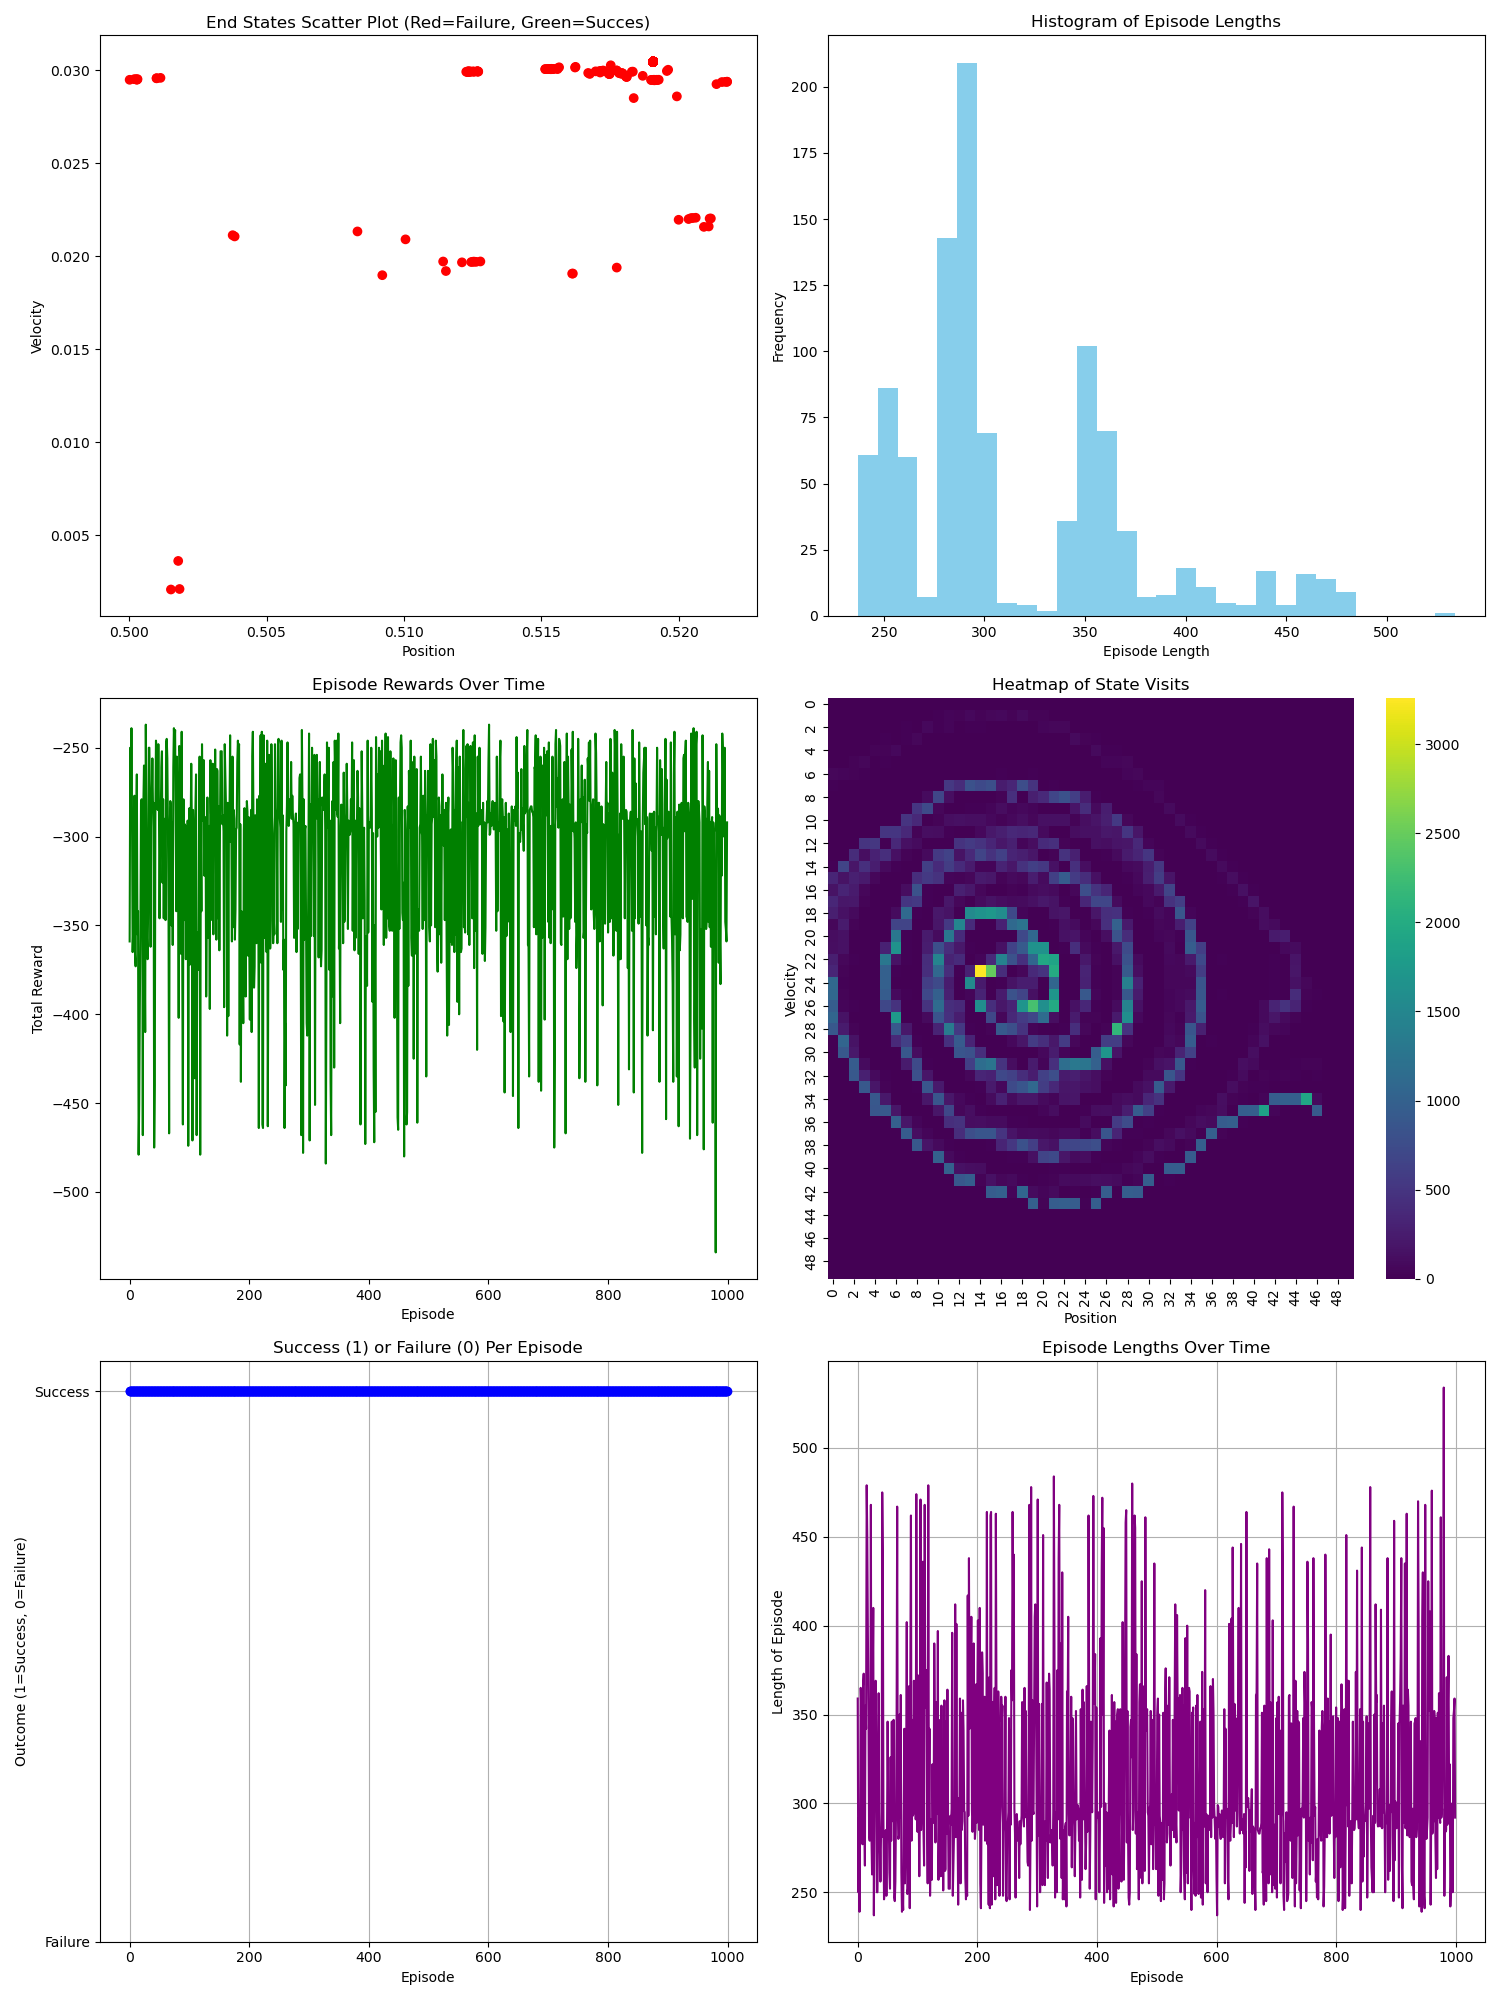 End States Scatter Plot (Red=Failure, Green=Succes)
0.030
0.025
0.020
0.015
0.010
0.005
Velocity
0.500 0.505 0.510 0.515 0.520
Position
Histogram of Episode Lengths
200
175
150
125
100
75
50
25
0
Frequency
250 300 350 400 450 500
Episode Length
Episode Rewards Over Time
−250
−300
−350
−400
−450
−500
Total Reward
0 200 400 600 800 1000
Episode
Heatmap of State Visits
0
2
4
6
8
10
12
14
16
18
20
22
24
26
28
30
32
34
36
38
40
42
44
46
48
Velocity
0 2 4 6 8 10 12 14 16 18 20 22 24 26 28 30 32 34 36 38 40 42 44 46 48
Position
3000
2500
2000
1500
1000
500
0
Success (1) or Failure (0) Per Episode
Success
Failure
Outcome (1=Success, 0=Failure)
0 200 400 600 800 1000
Episode
Episode Lengths Over Time
500
450
400
350
300
250
Length of Episode
0 200 400 600 800 1000
Episode